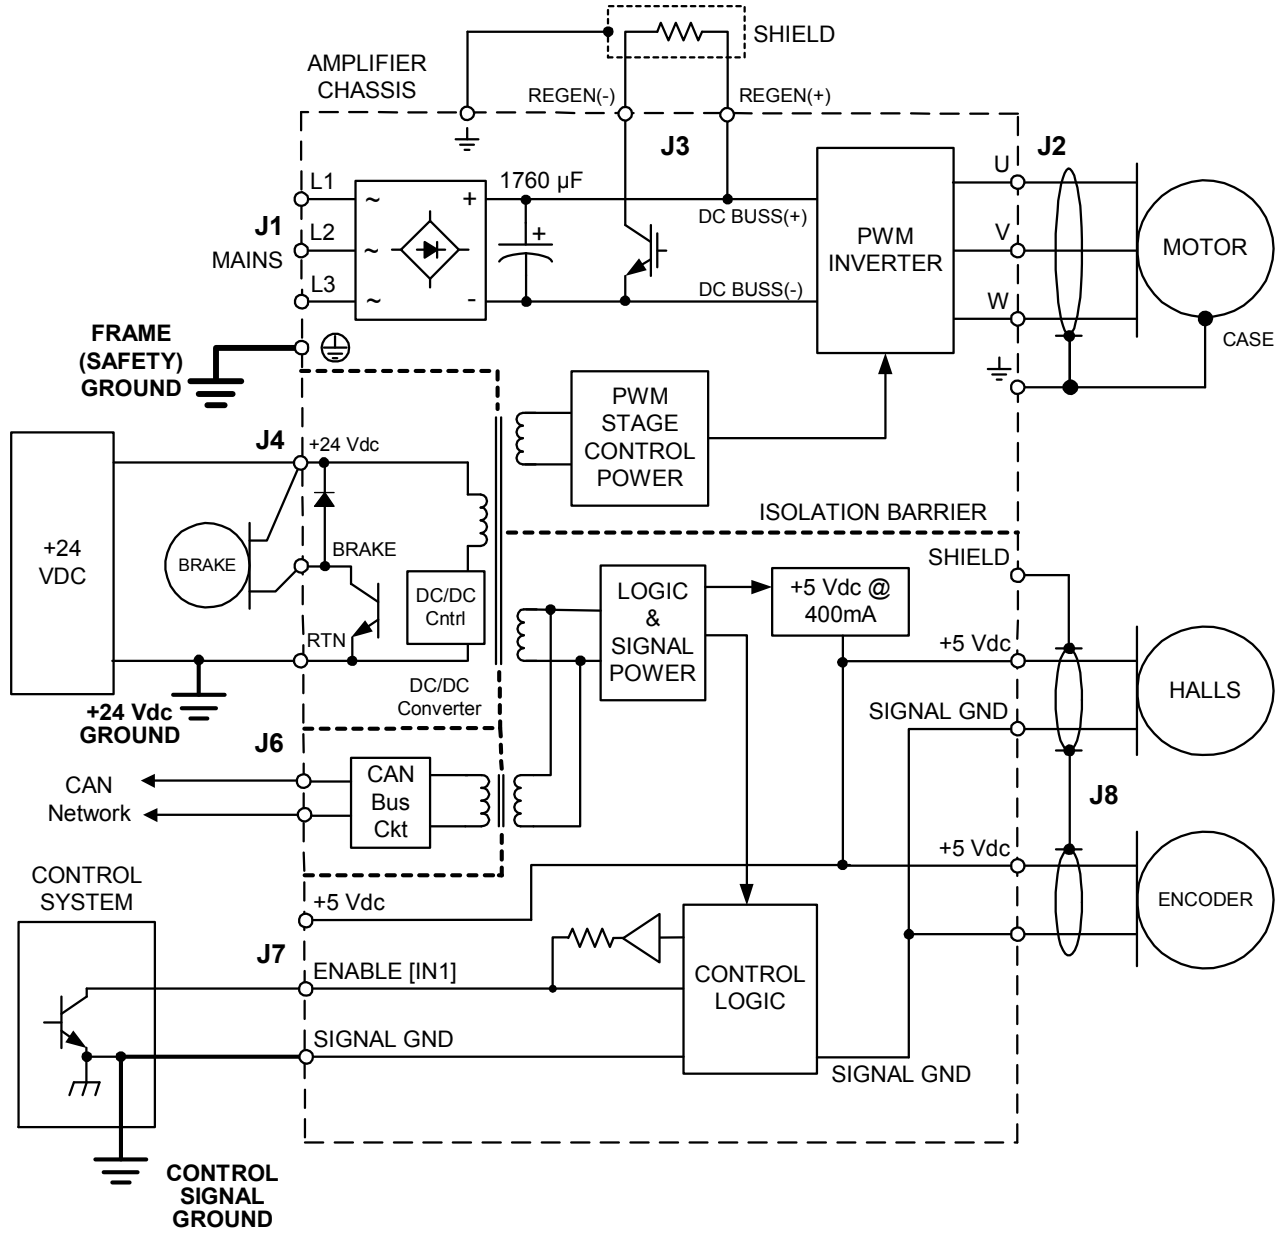 SHIELD
AMPLIFIER
CHASSIS
REGEN(-)
REGEN(+)
J3
J2
L1
~
+
1760 µF
+
DC BUSS(+)
U
J1
MAINS
L2
~
PWM
INVERTER
V
MOTOR
L3
~
-
DC BUSS(-)
W
FRAME
(SAFETY)
GROUND
CASE
PWM
STAGE
CONTROL
POWER
J4
+24 Vdc
ISOLATION BARRIER
+24
VDC
BRAKE
BRAKE
SHIELD
DC/DC
Cntrl
LOGIC
&
SIGNAL
POWER
+5 Vdc @
400mA
RTN
+5 Vdc
HALLS
DC/DC
Converter
+24 Vdc
GROUND
SIGNAL GND
J6
CAN
Network
CAN
Bus
Ckt
J8
+5 Vdc
CONTROL
SYSTEM
+5 Vdc
ENCODER
J7
ENABLE [IN1]
CONTROL
LOGIC
SIGNAL GND
SIGNAL GND
CONTROL
SIGNAL
GROUND